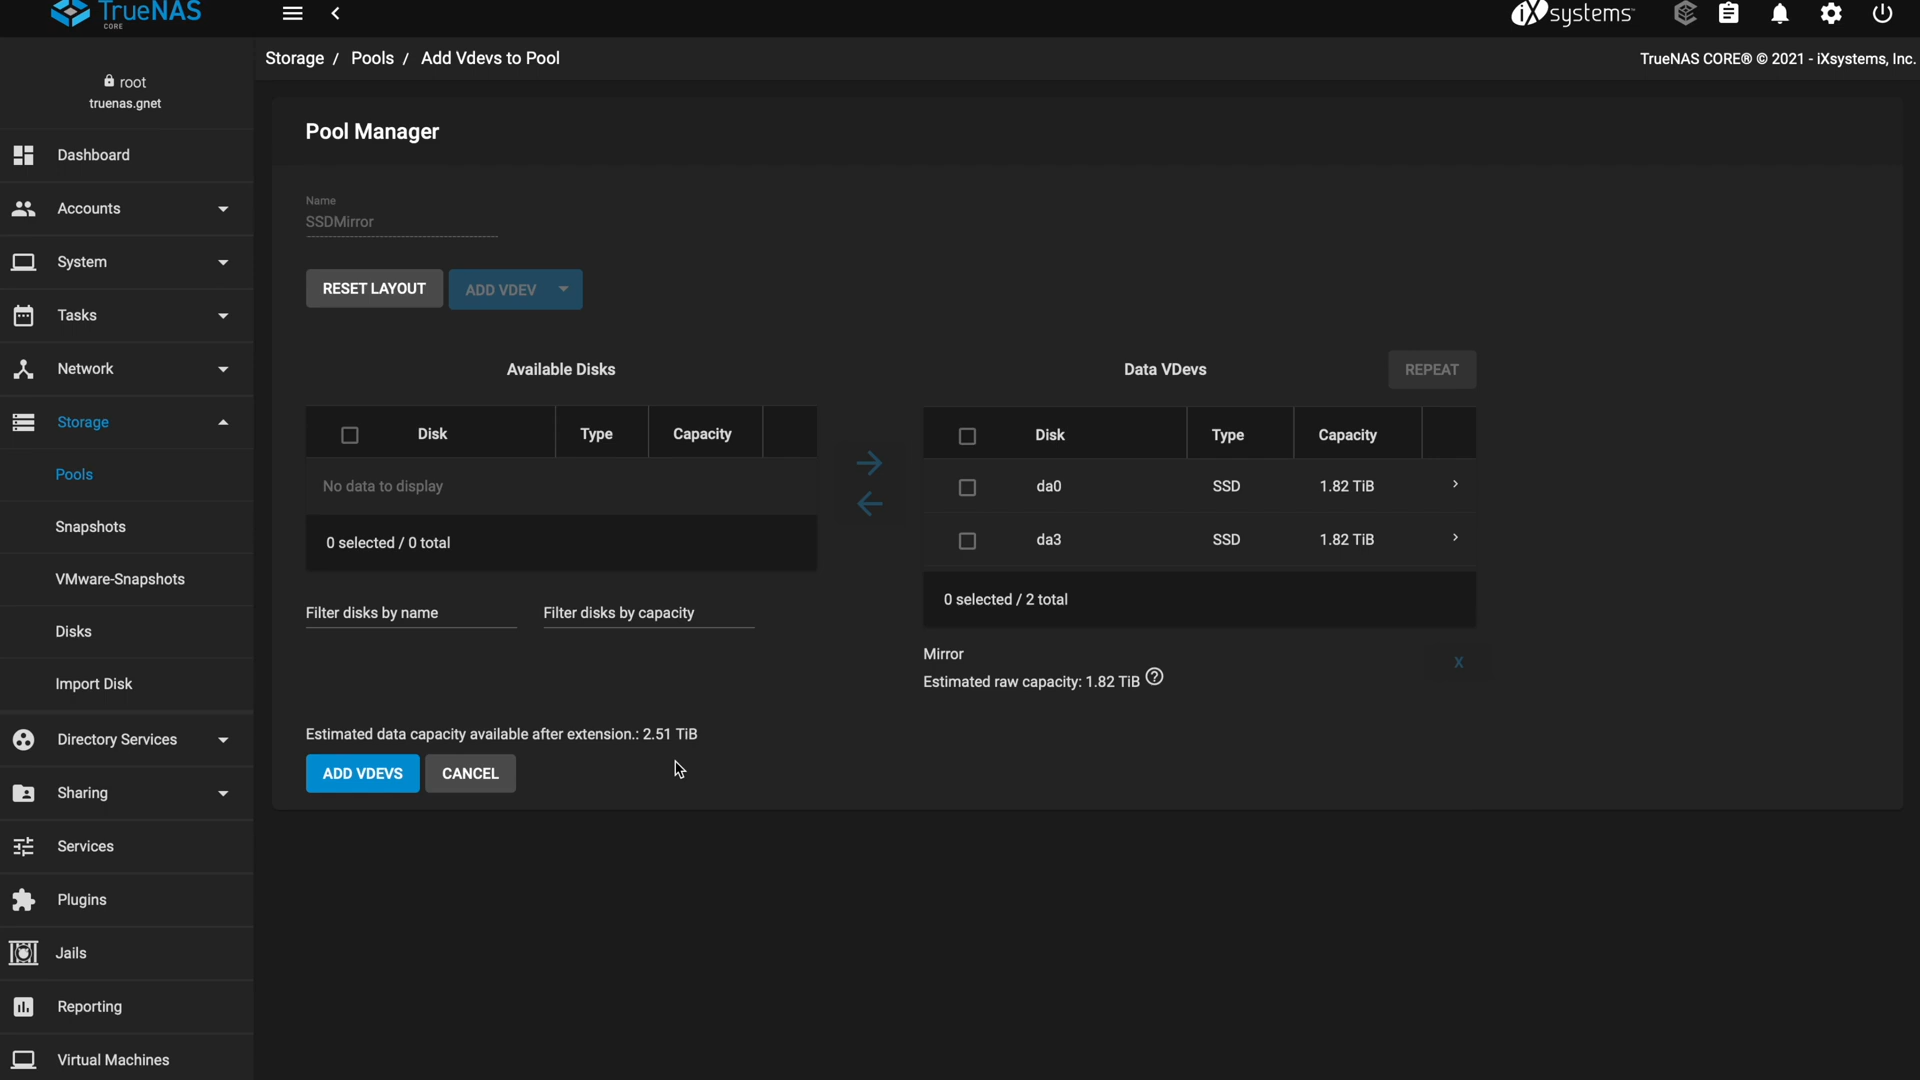 TrueNAS
CORE
iXsystems™
Storage / Pools / Add Vdevs to Pool
TrueNAS CORE® © 2021 - iXsystems, Inc.
root
truenas.gnet
Dashboard
Accounts
System
Tasks
Network
Storage
Pools
Snapshots
VMware-Snapshots
Disks
Import Disk
Directory Services
Sharing
Services
Plugins
Jails
Reporting
Virtual Machines
Pool Manager
Name
SSDMirror
RESET LAYOUT
ADD VDEV
Available Disks
Disk Type Capacity
No data to display
0 selected / 0 total
Filter disks by name
Filter disks by capacity
Data VDevs
REPEAT
Disk Type Capacity
da0 SSD 1.82 TiB
da3 SSD 1.82 TiB
0 selected / 2 total
Mirror
X
Estimated raw capacity: 1.82 TiB ?
Estimated data capacity available after extension.: 2.51 TiB
ADD VDEVS
CANCEL